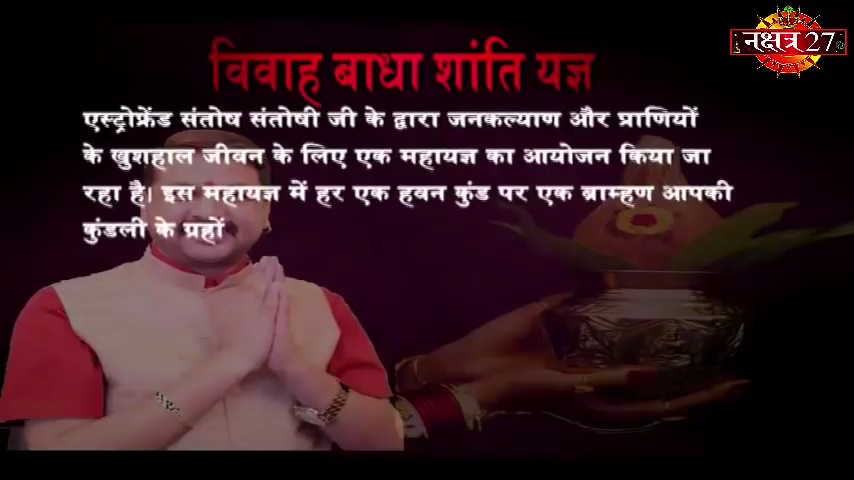 नक्षत्र 27
विवाह बाधा शांति यज्ञ
एस्ट्रोफ्रेंड संतोष संतोषी जी के द्वारा जनकल्याण और प्राणियों
के खुशहाल जीवन के लिए एक महायज्ञ का आयोजन किया जा
रहा है। इस महायज्ञ में हर एक हवन कुंड पर एक ब्राम्हण आपकी
कुंडली के ग्रहों